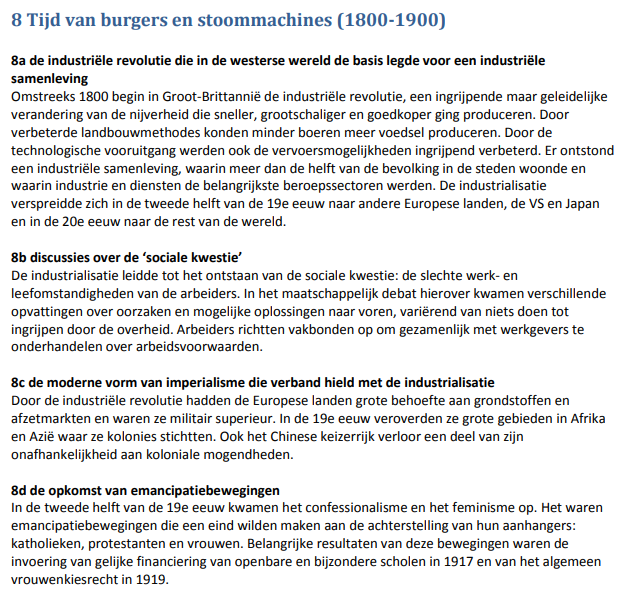 8 Tijd van burgers en stoommachines (1800-1900)
8a de industriële revolutie die in de westerse wereld de basis legde voor een industriële
samenleving
Omstreeks 1800 begin in Groot-Brittannië de industriële revolutie, een ingrijpende maar geleidelijke
verandering van de nijverheid die sneller, grootschaliger en goedkoper ging produceren. Door
verbeterde landbouwmethodes konden minder boeren meer voedsel produceren. Door de
technologische vooruitgang werden ook de vervoersmogelijkheden ingrijpend verbeterd. Er ontstond
een industriële samenleving, waarin meer dan de helft van de bevolking in de steden woonde en
waarin industrie en diensten de belangrijkste beroepssectoren werden. De industrialisatie
verspreidde zich in de tweede helft van de 19e eeuw naar andere Europese landen, de VS en Japan
en in de 20e eeuw naar de rest van de wereld.
8b discussies over de ‘sociale kwestie’
De industrialisatie leidde tot het ontstaan van de sociale kwestie: de slechte werk- en
leefomstandigheden van de arbeiders. In het maatschappelijk debat hierover kwamen verschillende
opvattingen over oorzaken en mogelijke oplossingen naar voren, variërend van niets doen tot
ingrijpen door de overheid. Arbeiders richtten vakbonden op om gezamenlijk met werkgevers te
onderhandelen over arbeidsvoorwaarden.
8c de moderne vorm van imperialisme die verband hield met de industrialisatie
Door de industriële revolutie hadden de Europese landen grote behoefte aan grondstoffen en
afzetmarkten en waren ze militair superieur. In de 19e eeuw veroverden ze grote gebieden in Afrika
en Azië waar ze kolonies stichtten. Ook het Chinese keizerrijk verloor een deel van zijn
onafhankelijkheid aan koloniale mogendheden.
8d de opkomst van emancipatiebewegingen
In de tweede helft van de 19e eeuw kwamen het confessionalisme en het feminisme op. Het waren
emancipatiebewegingen die een eind wilden maken aan de achterstelling van hun aanhangers:
katholieken, protestanten en vrouwen. Belangrijke resultaten van deze bewegingen waren de
invoering van gelijke financiering van openbare en bijzondere scholen in 1917 en van het algemeen
vrouwenkiesrecht in 1919.